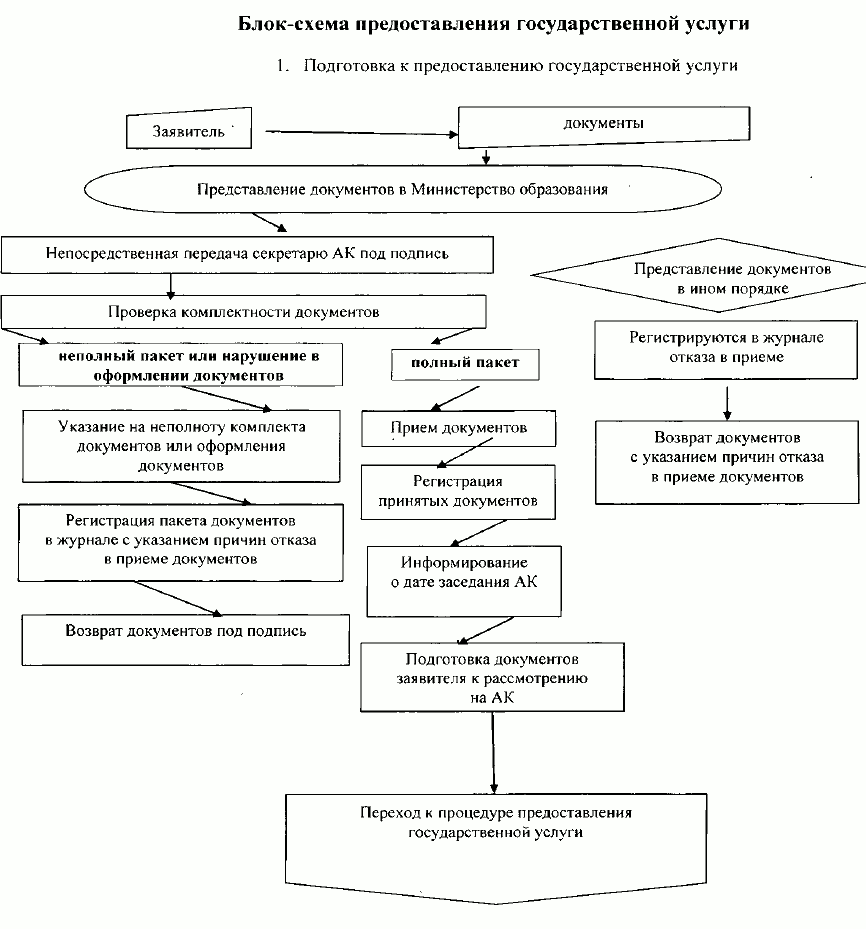 Блок-схема предоставления государственной услуги
1. Подготовка к предоставлению государственной услуги
Заявитель
документы
Представление документов в Министерство образования
Непосредственная передача секретарю АК под подпись
Представление документов
в ином порядке
Проверка комплектности документов
Регистрируются в журнале
отказа в приеме
неполный пакет или нарушение в
оформлении документов
полный пакет
Указание на неполноту комплекта
документов или оформления
документов
Прием документов
Возврат документов
с указанием причин отказа
в приеме документов
Регистрация
принятых документов
Регистрация пакета документов
в журнале с указанием причин отказа
в приеме документов
Информирование
о дате заседания АК
Возврат документов под подпись
Подготовка документов
заявителя к рассмотрению
на АК
Переход к процедуре предоставления
государственной услуги